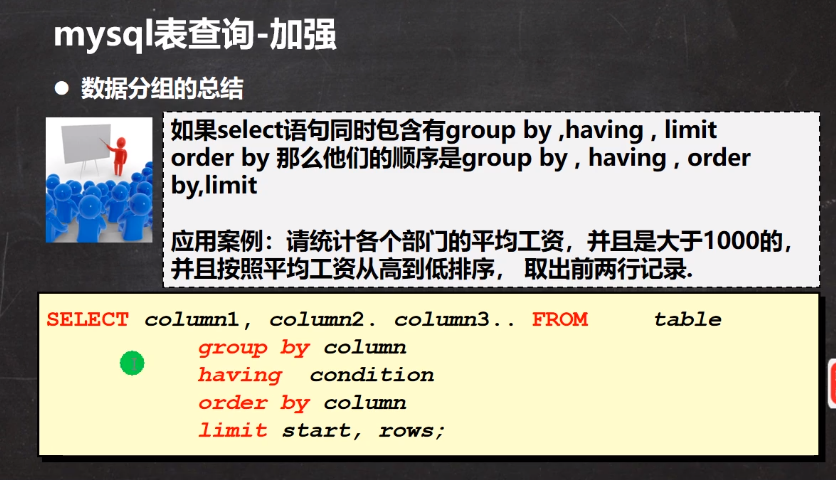 mysql表查询-加强
● 数据分组的总结
如果select语句同时包含有group by ,having , limit
order by 那么他们的顺序是group by , having , order
by,limit
应用案例：请统计各个部门的平均工资，并且是大于1000的，
并且按照平均工资从高到低排序， 取出前两行记录.
SELECT column1, column2. column3.. FROM table
group by column
having condition
order by column
limit start, rows;